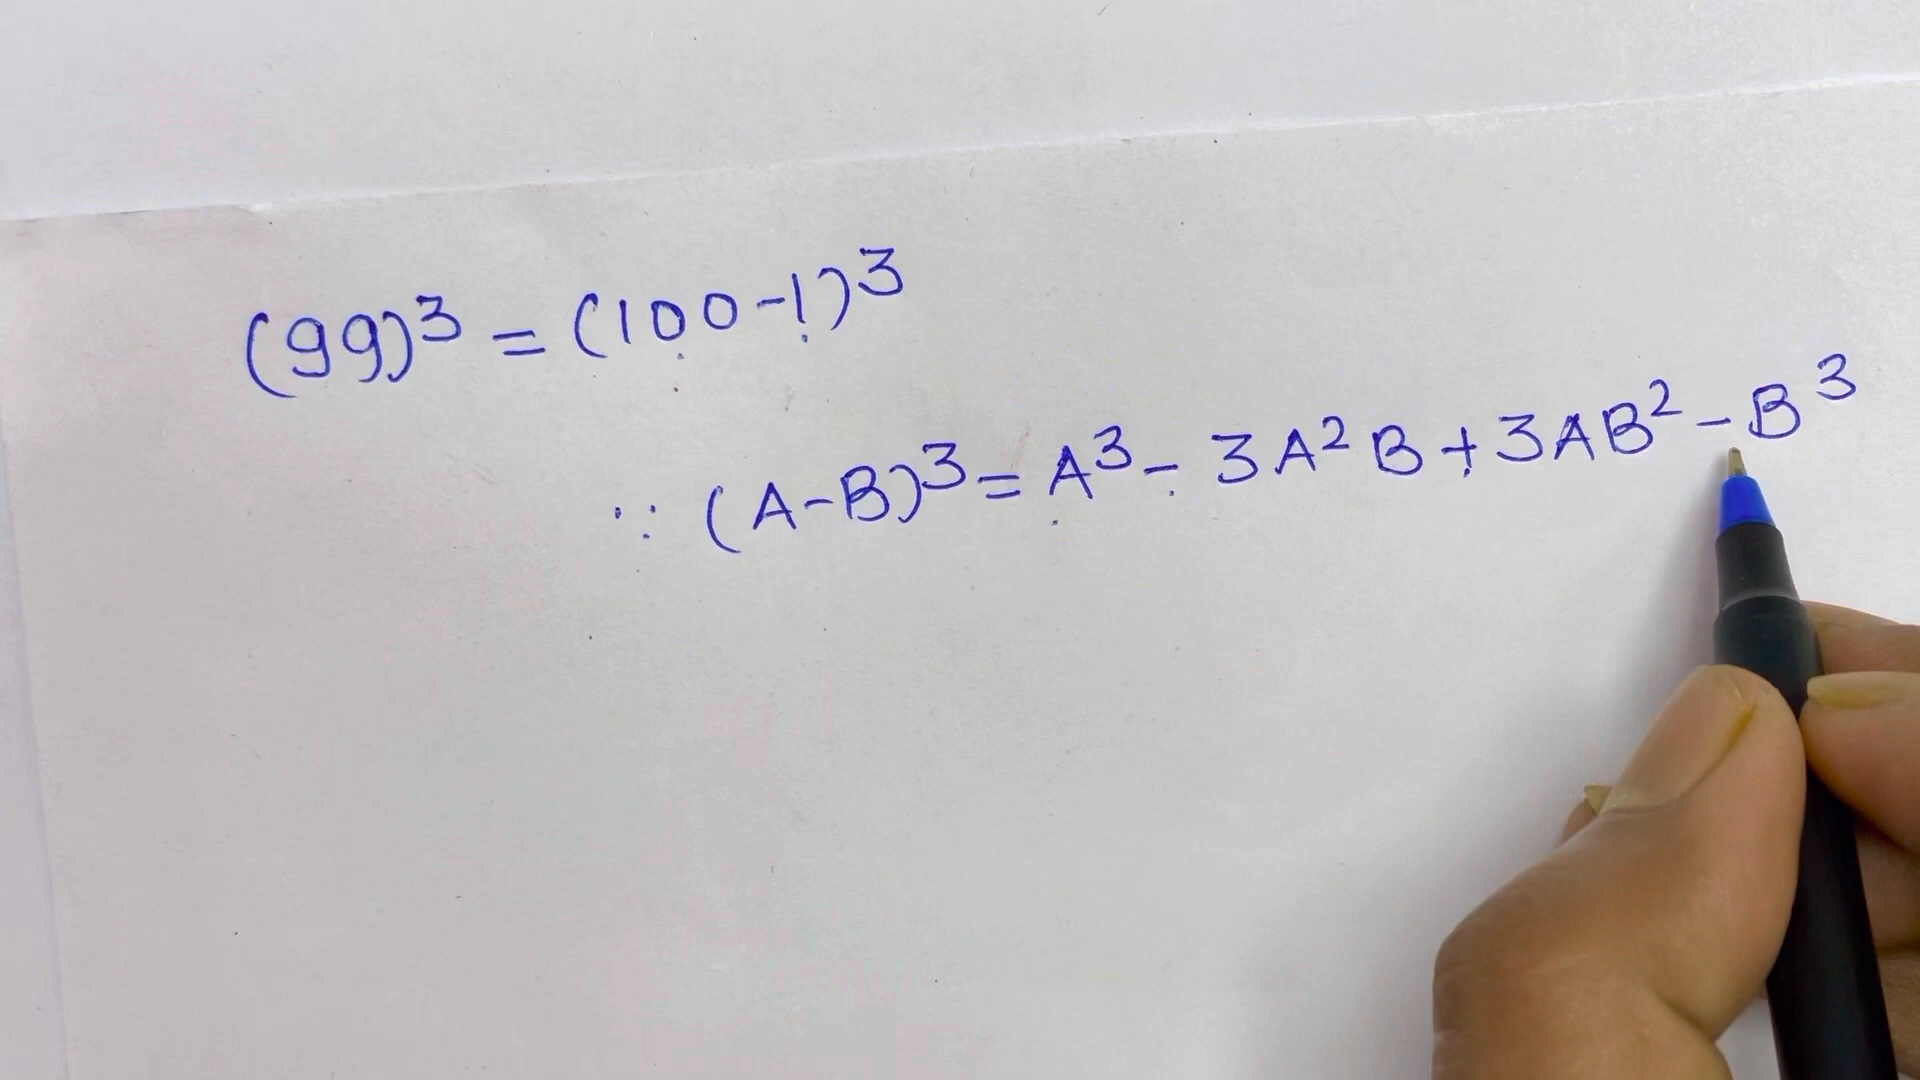 (99)³ = (100-1)³
∵ (A-B)³ = A³ - 3A²B + 3AB² - B³